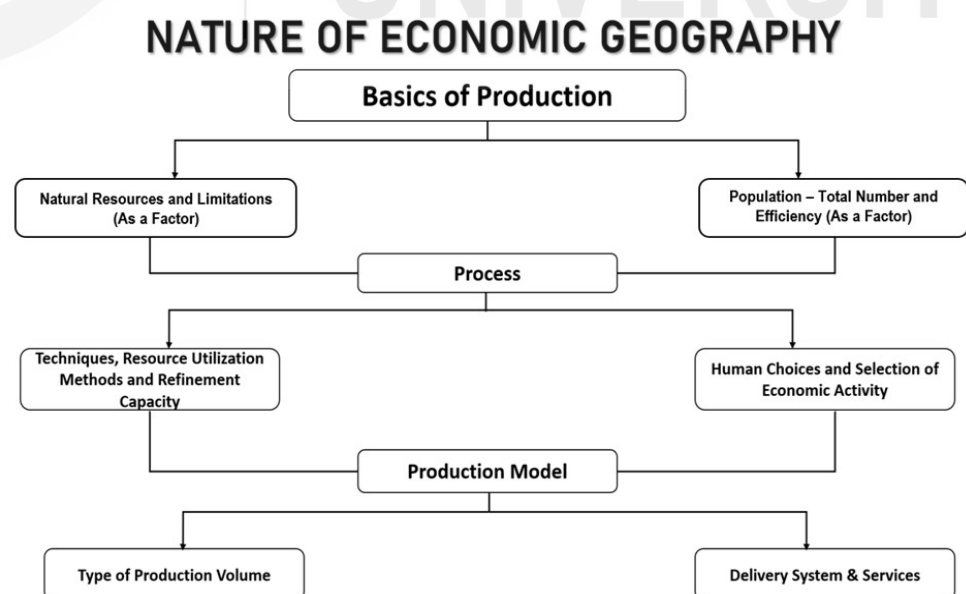 UNIVERSIT
NATURE OF ECONOMIC GEOGRAPHY
Basics of Production
Natural Resources and Limitations
(As a Factor)
Population – Total Number and
Efficiency (As a Factor)
Process
Techniques, Resource Utilization
Methods and Refinement
Capacity
Human Choices and Selection of
Economic Activity
Production Model
Type of Production Volume
Delivery System & Services